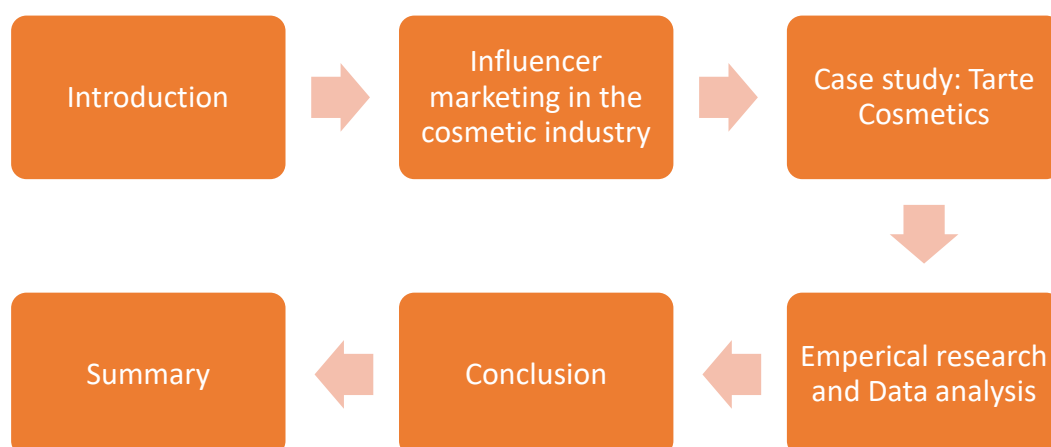 Introduction
Influencer
marketing in the
cosmetic industry
Case study: Tarte
Cosmetics
Emperical research
and Data analysis
Conclusion
Summary